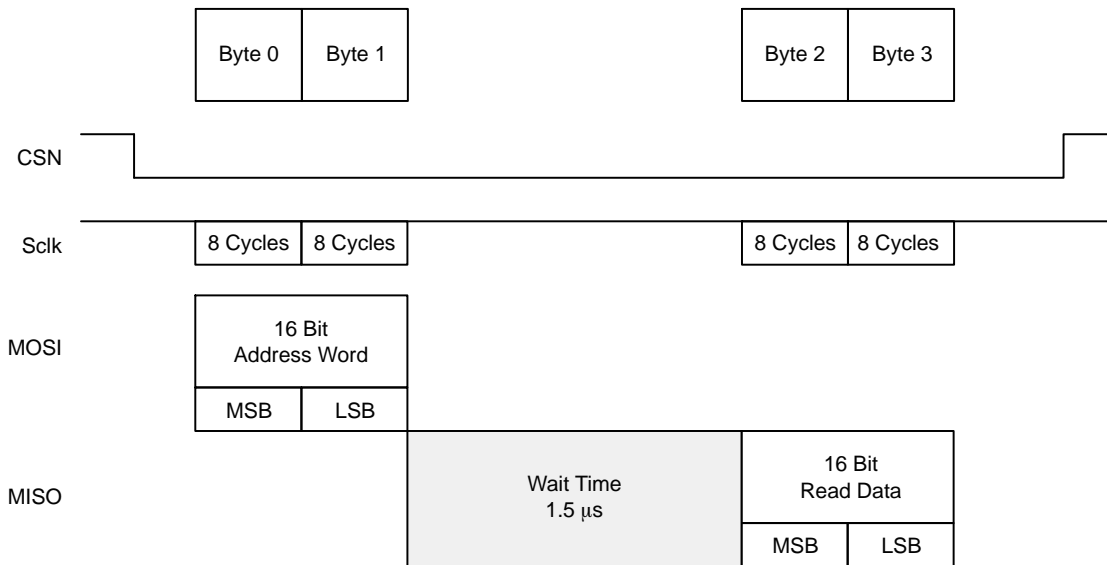 Byte 0 Byte 1 Byte 2 Byte 3
CSN
Sclk 8 Cycles 8 Cycles 8 Cycles 8 Cycles
MOSI
16 Bit
Address Word
MSB LSB
MISO
Wait Time
1.5 μs
16 Bit
Read Data
MSB LSB